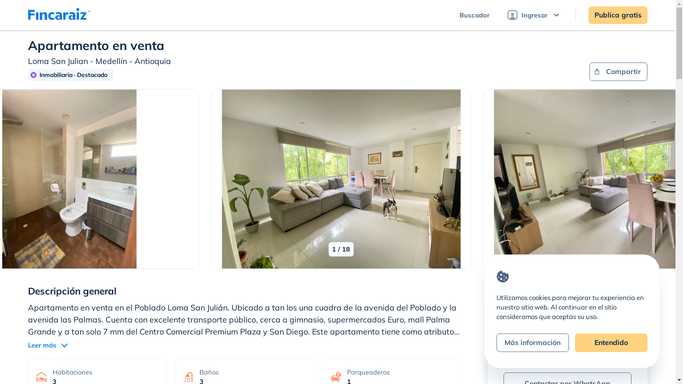 Fincaraiz
Buscador
Ingresar
Publica gratis
Apartamento en venta
Loma San Julian - Medellín - Antioquia
Inmobiliaria · Destacado
Compartir
1 / 18
Descripción general
Apartamento en venta en el Poblado Loma San Julián. Ubicado a tan los una cuadra de la avenida del Poblado y la
avenida las Palmas. Cuenta con excelente transporte público, cerca a gimnasio, supermercados Euro, mall Palma
Grande y a tan solo 7 mm del Centro Comercial Premium Plaza y San Diego. Este apartamento tiene como atributo...
Leer más
Habitaciones
3
Baños
3
Parqueaderos
1
Utilizamos cookies para mejorar tu experiencia en
nuestro sitio web. Al continuar en el sitio
consideramos que aceptas su uso.
Más información
Entendido
Contactar por WhatsApp